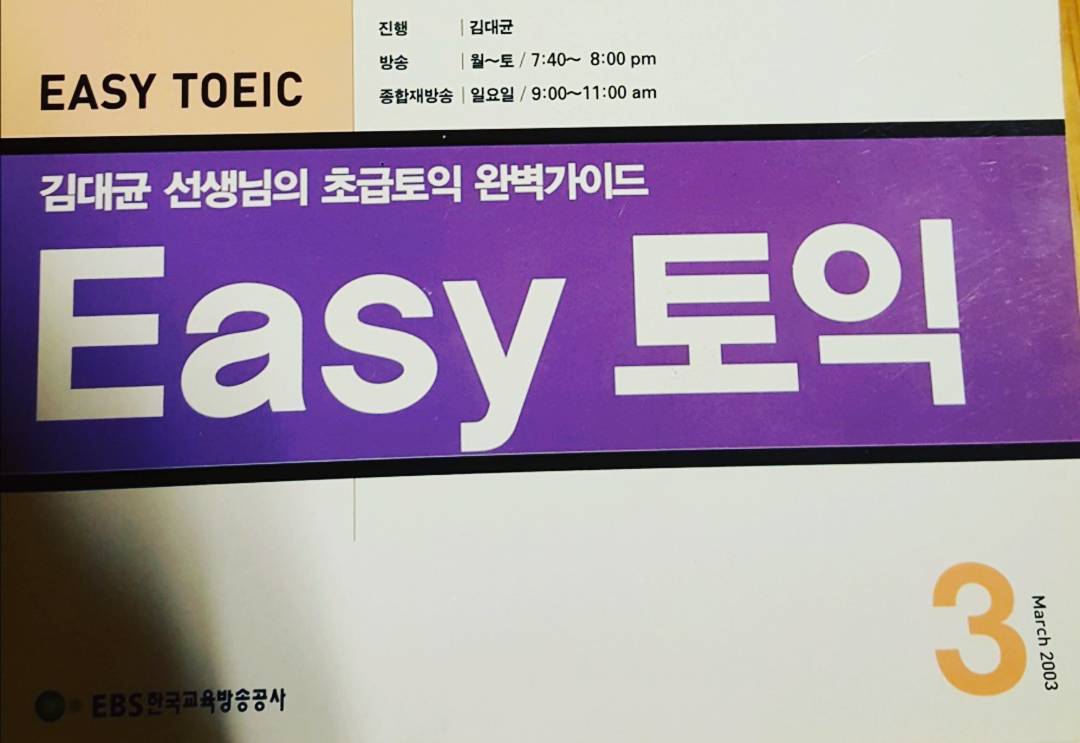 EASY TOEIC
진행 | 김대균
방송 | 월~토 / 7:40~ 8:00 pm
종합재방송 | 일요일 / 9:00~11:00 am
김대균 선생님의 초급토익 완벽가이드
Easy 토익
3
March 2003
EBS 한국교육방송공사